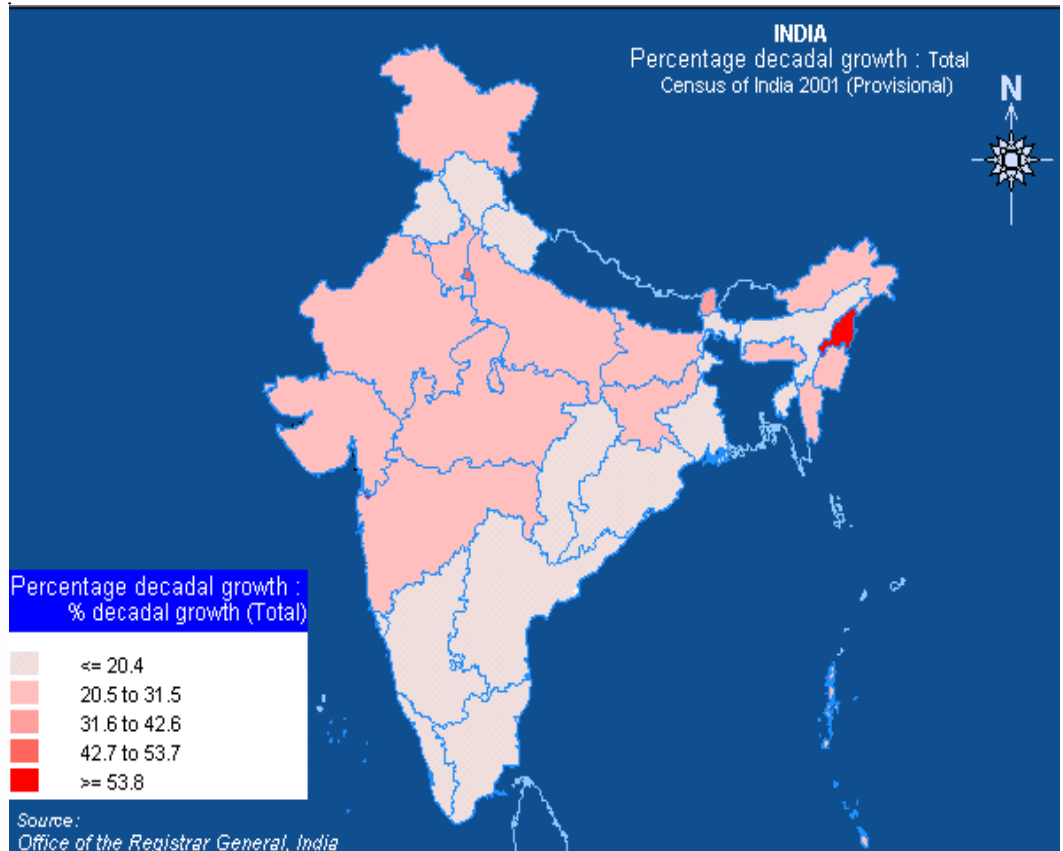 INDIA
Percentage decadal growth : Total
Census of India 2001 (Provisional)
N
Percentage decadal growth :
% decadal growth (Total)
<= 20.4
20.5 to 31.5
31.6 to 42.6
42.7 to 53.7
>= 53.8
Source:
Office of the Registrar General, India